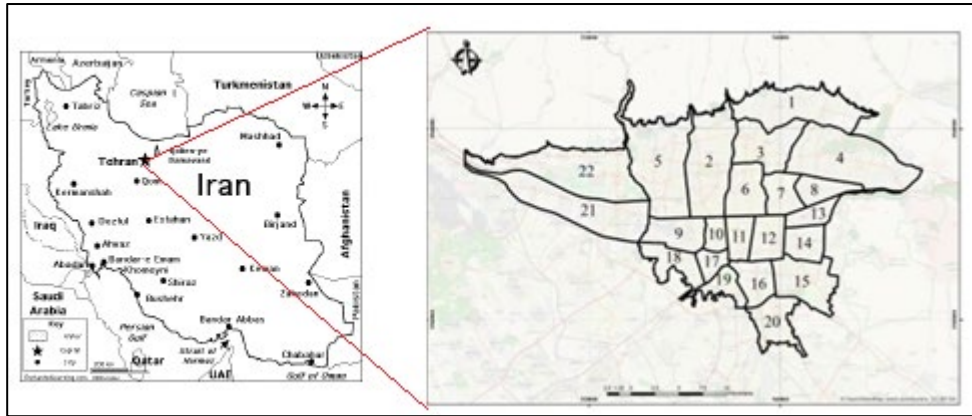 Armenia
Azerbaijan
Turkmenistan
Uzbekistan
Turkey
Caspian
Sea
Tabriz
Mashhad
N
W
E
S
Tehran
Damavand
Qom
Iran
Kermanshah
Afghanistan
Iraq
Dezful
Esfahan
Birjand
Yazd
Ahvaz
Bandar-e Emam
Khomeyni
Abadan
Kerman
Shiraz
Zahedan
Pakistan
Bushehr
Saudi
Arabia
Key
Bandar Abbas
Persian
Gulf
Strait of
Hormuz
Qatar
UAE
Chabahar
Gulf of Oman
1
2
3
4
5
6
7
8
9
10
11
12
13
14
15
16
17
18
19
20
21
22